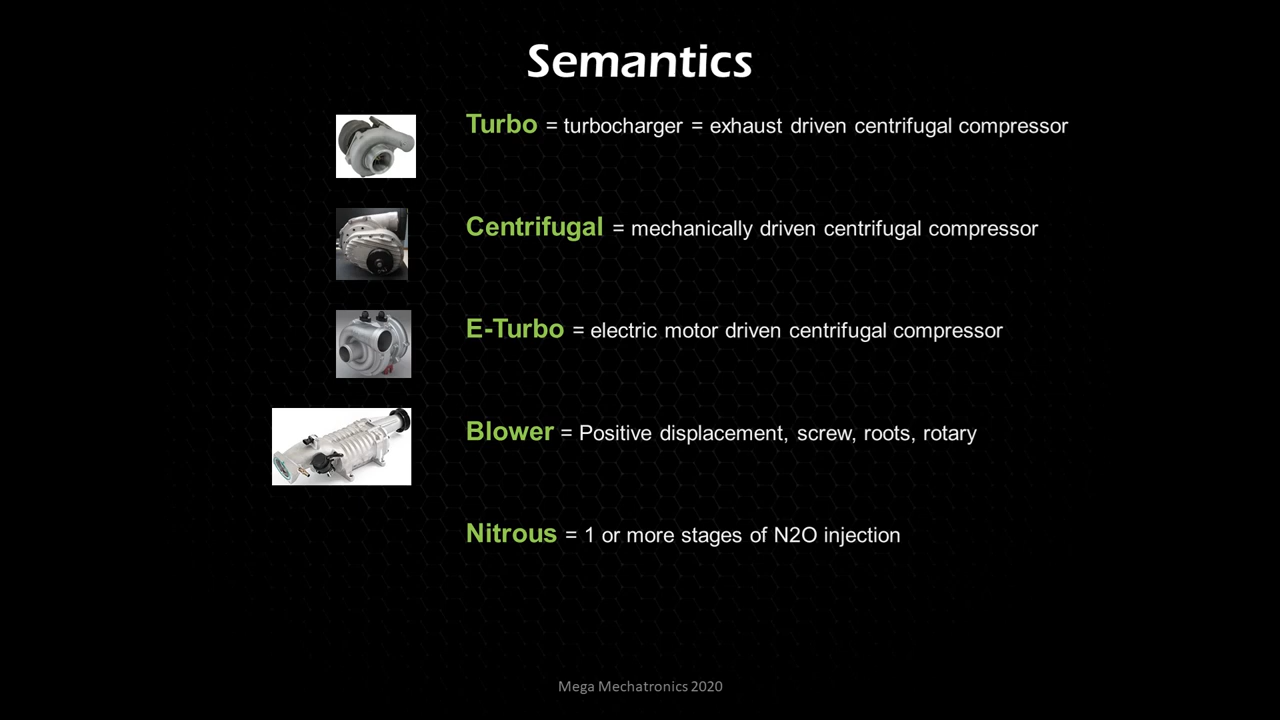 Semantics
Turbo = turbocharger = exhaust driven centrifugal compressor
Centrifugal = mechanically driven centrifugal compressor
E-Turbo = electric motor driven centrifugal compressor
Blower = Positive displacement, screw, roots, rotary
Nitrous = 1 or more stages of N2O injection
Mega Mechatronics 2020